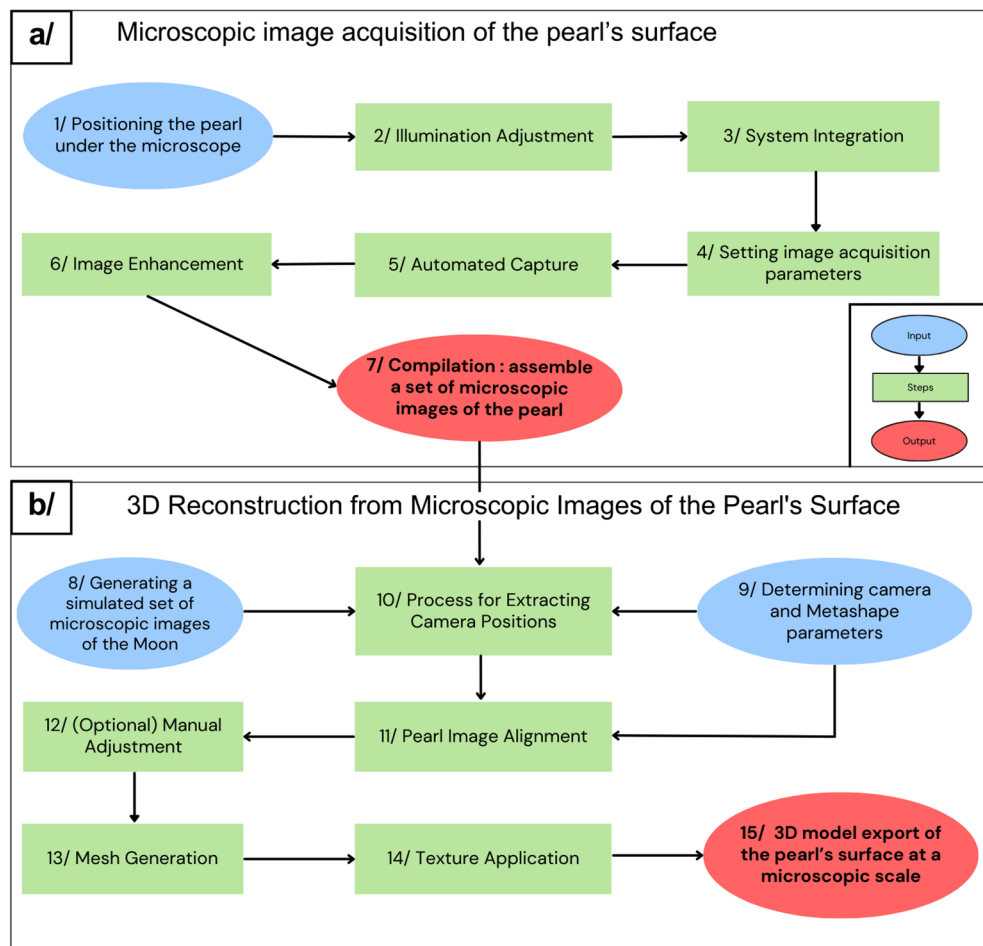 a/
Microscopic image acquisition of the pearl’s surface
1/ Positioning the pearl
under the microscope
2/ Illumination Adjustment
3/ System Integration
6/ Image Enhancement
5/ Automated Capture
4/ Setting image acquisition
parameters
7/ Compilation : assemble
a set of microscopic
images of the pearl
Input
Steps
Output
b/
3D Reconstruction from Microscopic Images of the Pearl's Surface
8/ Generating a
simulated set of
microscopic images
of the Moon
10/ Process for Extracting
Camera Positions
9/ Determining camera
and Metashape
parameters
12/ (Optional) Manual
Adjustment
11/ Pearl Image Alignment
13/ Mesh Generation
14/ Texture Application
15/ 3D model export of
the pearl’s surface at a
microscopic scale